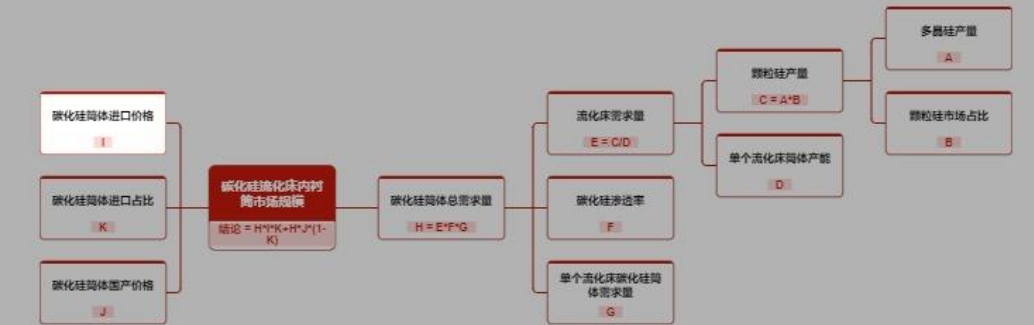 多晶硅产量
A
颗粒硅产量
C = A*B
碳化硅筒体进口价格
I
流化床需求量
E = C/D
颗粒硅市场占比
B
单个流化床筒体产能
D
碳化硅流化床内衬
筒市场规模
结论 = H*I*K+H*J*(1-
K)
碳化硅筒体进口占比
K
碳化硅筒体总需求量
H = E*F*G
碳化硅渗透率
F
碳化硅筒体国产价格
J
单个流化床碳化硅筒
体需求量
G